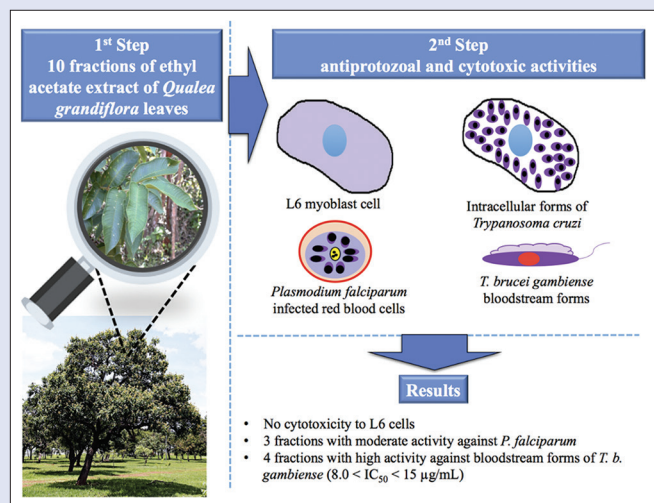 1st Step
10 fractions of ethyl
acetate extract of Qualea
grandiflora leaves
2nd Step
antiprotozoal and cytotoxic activities
L6 myoblast cell
Intracellular forms of
Trypanosoma cruzi
Plasmodium falciparum
infected red blood cells
T. brucei gambiense
bloodstream forms
Results
• No cytotoxicity to L6 cells
• 3 fractions with moderate activity against P. falciparum
• 4 fractions with high activity against bloodstream forms of T. b.
gambiense (8.0 < IC50 < 15 µg/mL)